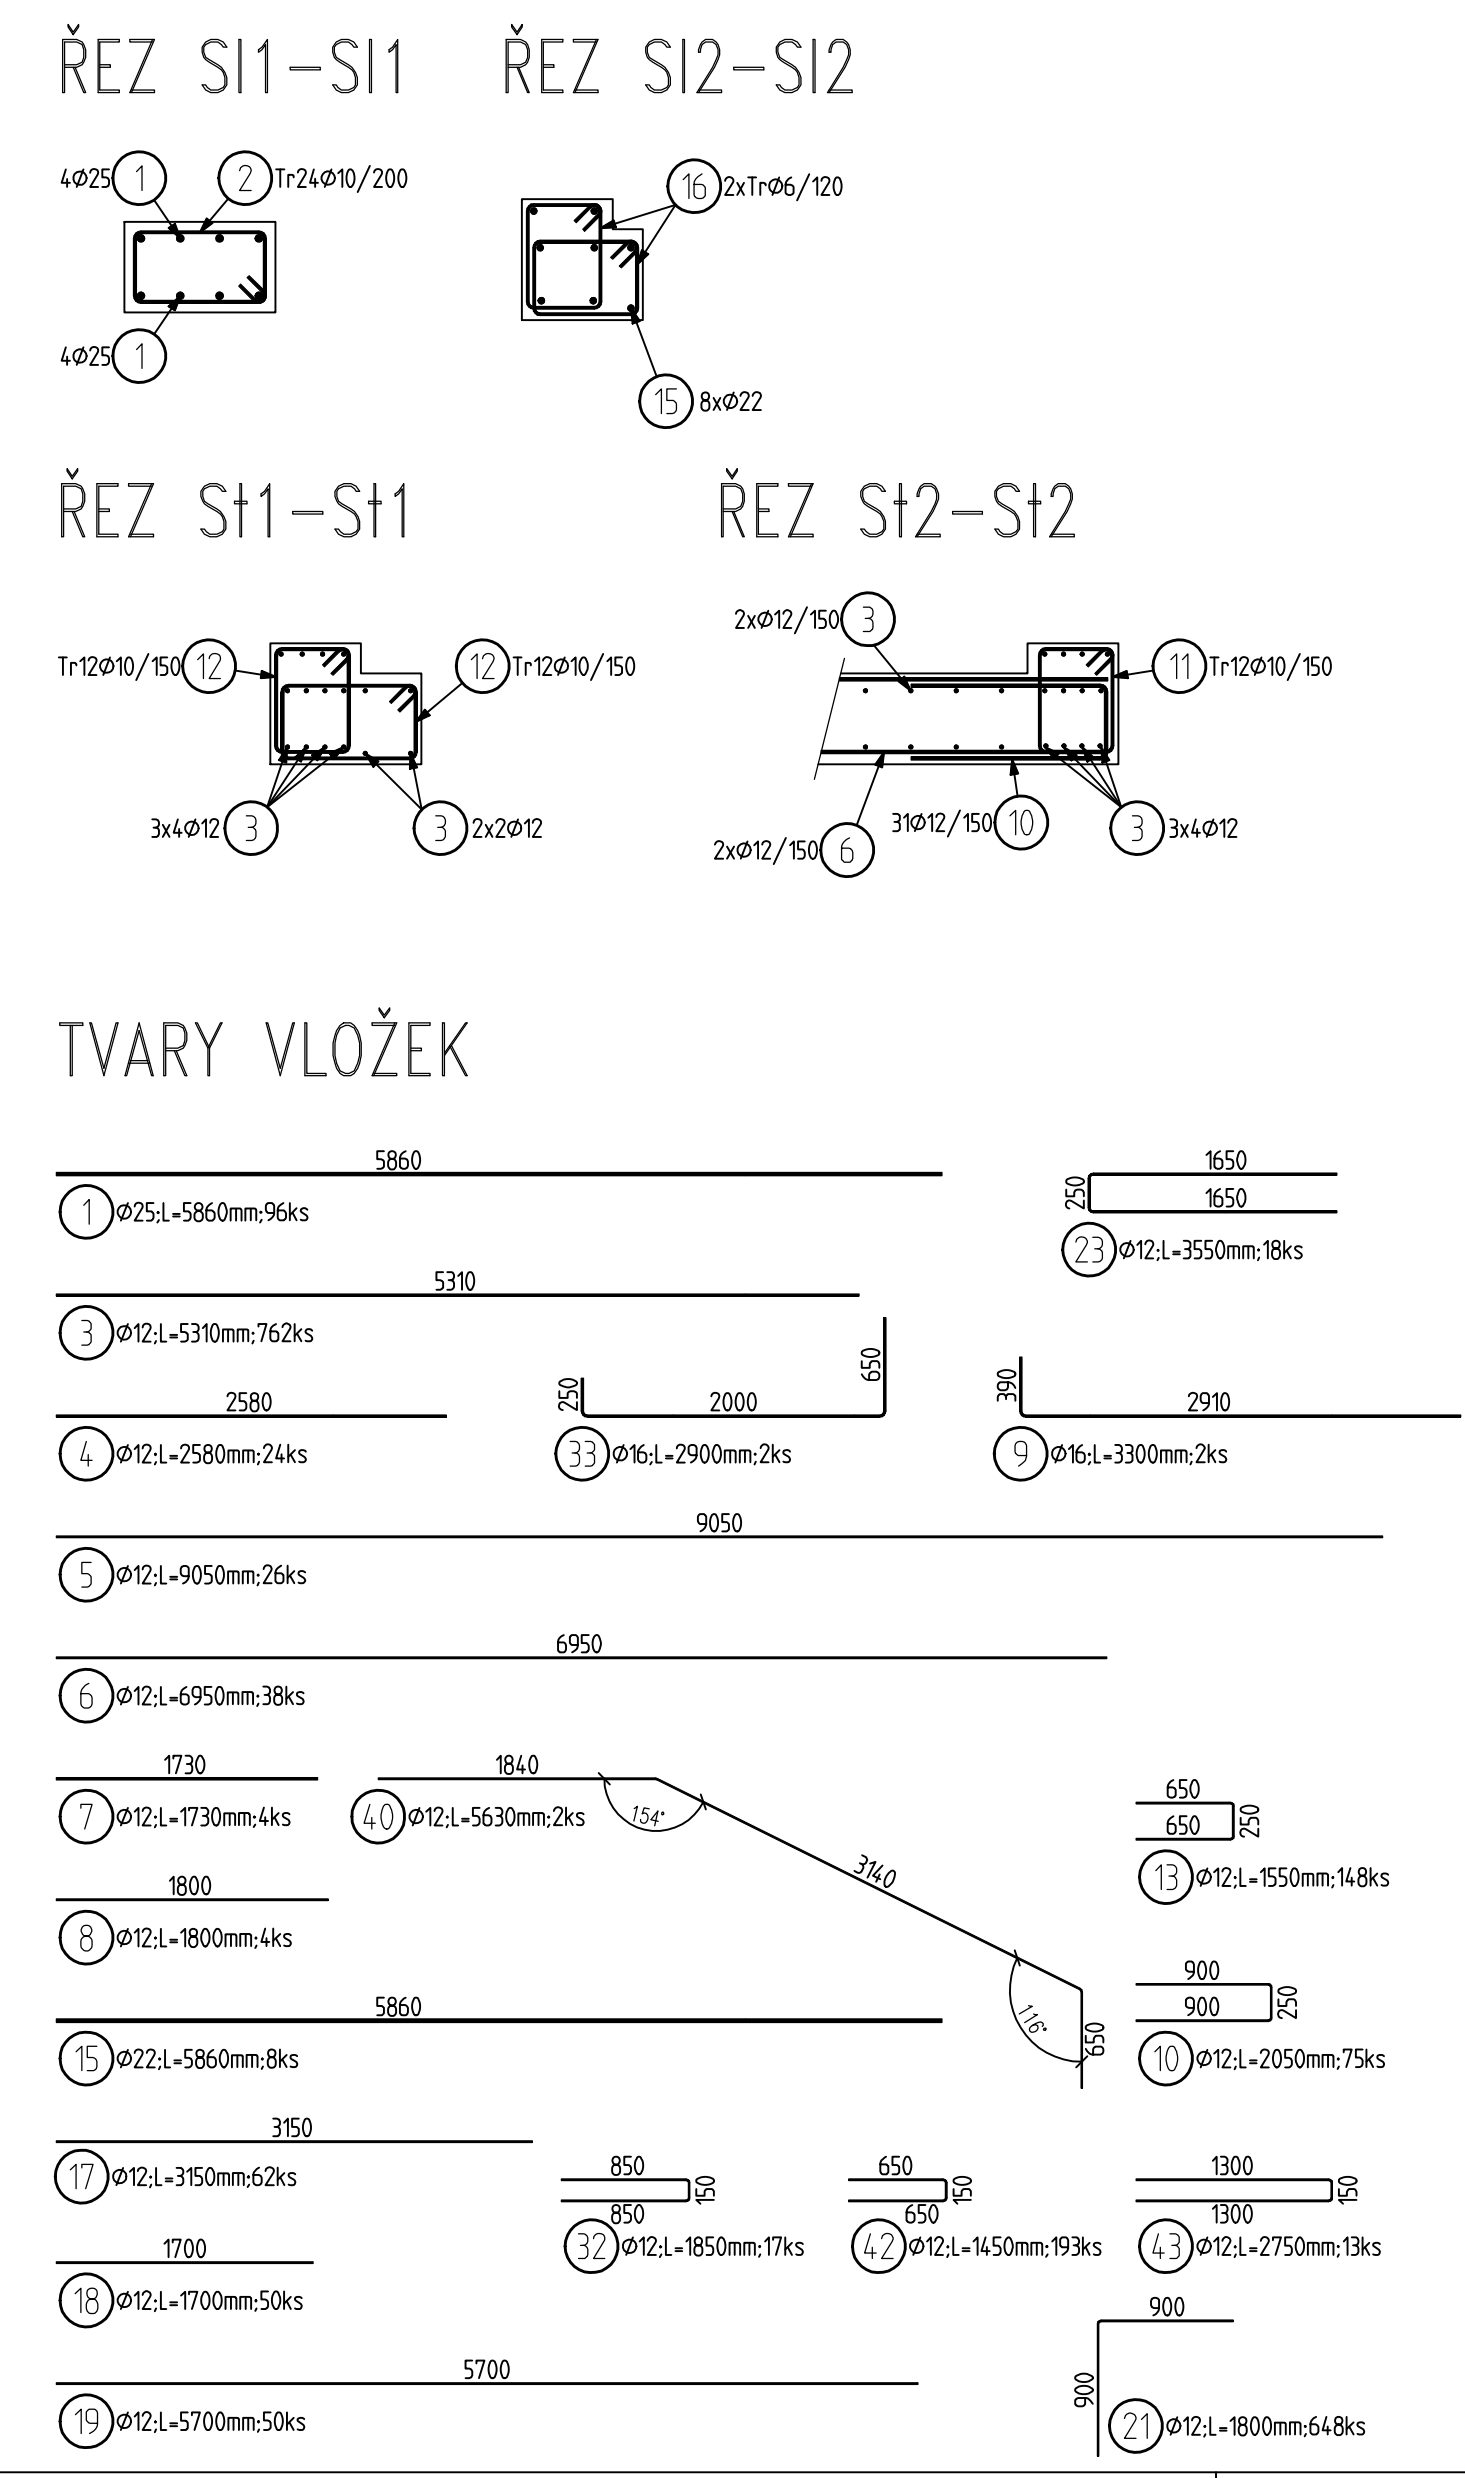 ŘEZ Sl1-Sl1
ŘEZ Sl2-Sl2
4Ø25 1
2 Tr24Ø10/200
16 2xTrØ6/120
4Ø25 1
15 8xØ22
ŘEZ St1-St1
ŘEZ St2-St2
2xØ12/150 3
Tr12Ø10/150 12
12 Tr12Ø10/150
11 Tr12Ø10/150
3x4Ø12 3
3 2x2Ø12
31Ø12/150 10
3 3x4Ø12
2xØ12/150 6
TVARY VLOŽEK
5860
1 Ø25;L=5860mm;96ks
1650
250
1650
23 Ø12;L=3550mm;18ks
5310
3 Ø12;L=5310mm;762ks
2580
4 Ø12;L=2580mm;24ks
250
2000
650
33 Ø16;L=2900mm;2ks
390
2910
9 Ø16;L=3300mm;2ks
9050
5 Ø12;L=9050mm;26ks
6950
6 Ø12;L=6950mm;38ks
1730
7 Ø12;L=1730mm;4ks
1840
154°
3140
116°
650
40 Ø12;L=5630mm;2ks
650
650
250
13 Ø12;L=1550mm;148ks
1800
8 Ø12;L=1800mm;4ks
900
900
250
10 Ø12;L=2050mm;75ks
5860
15 Ø22;L=5860mm;8ks
3150
17 Ø12;L=3150mm;62ks
850
150
850
32 Ø12;L=1850mm;17ks
650
150
650
42 Ø12;L=1450mm;193ks
1300
150
1300
43 Ø12;L=2750mm;13ks
1700
18 Ø12;L=1700mm;50ks
900
900
21 Ø12;L=1800mm;648ks
5700
19 Ø12;L=5700mm;50ks